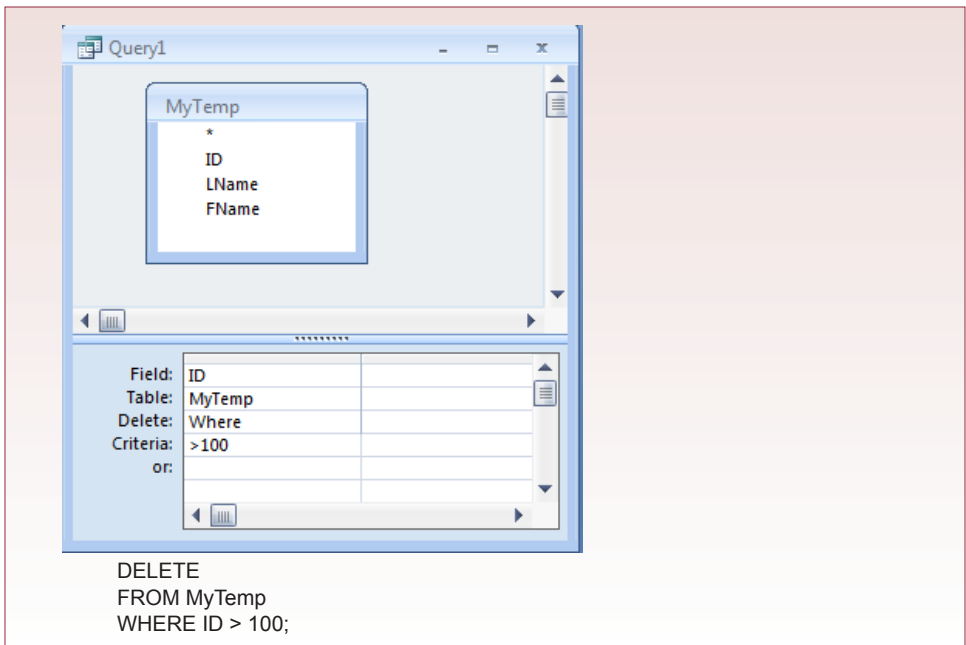 Query1
MyTemp
*
ID
LName
FName
Field: ID
Table: MyTemp
Delete: Where
Criteria: >100
or:
DELETE
FROM MyTemp
WHERE ID > 100;